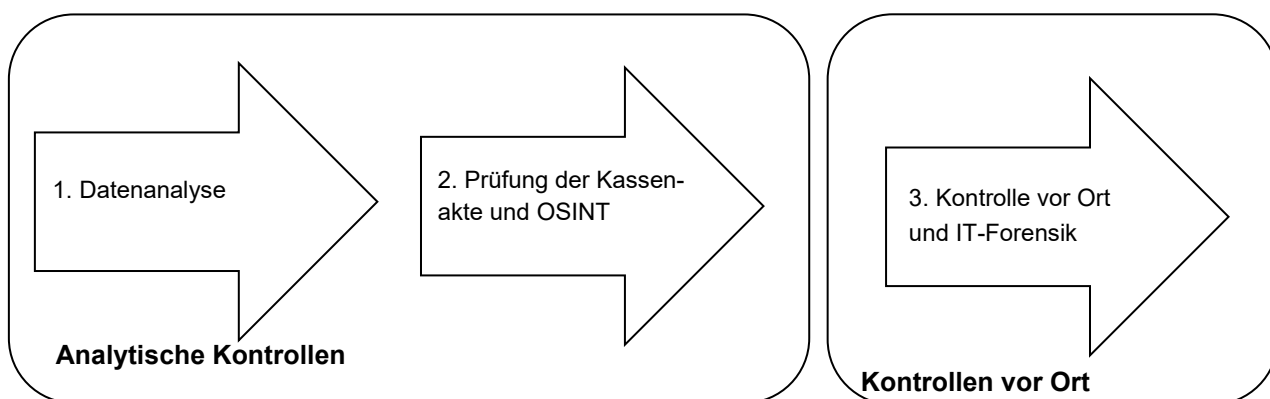 1. Datenanalyse
2. Prüfung der Kassen-
akte und OSINT
Analytische Kontrollen
3. Kontrolle vor Ort
und IT-Forensik
Kontrollen vor Ort